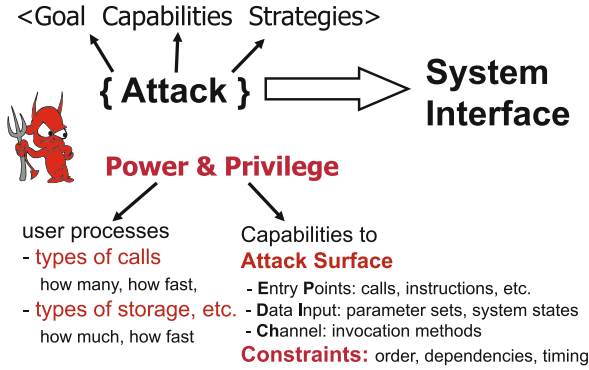 <Goal Capabilities Strategies>
{ Attack }
System
Interface
Power & Privilege
user processes
- types of calls
how many, how fast,
- types of storage, etc.
how much, how fast
Capabilities to
Attack Surface
- Entry Points: calls, instructions, etc.
- Data Input: parameter sets, system states
- Channel: invocation methods
Constraints: order, dependencies, timing